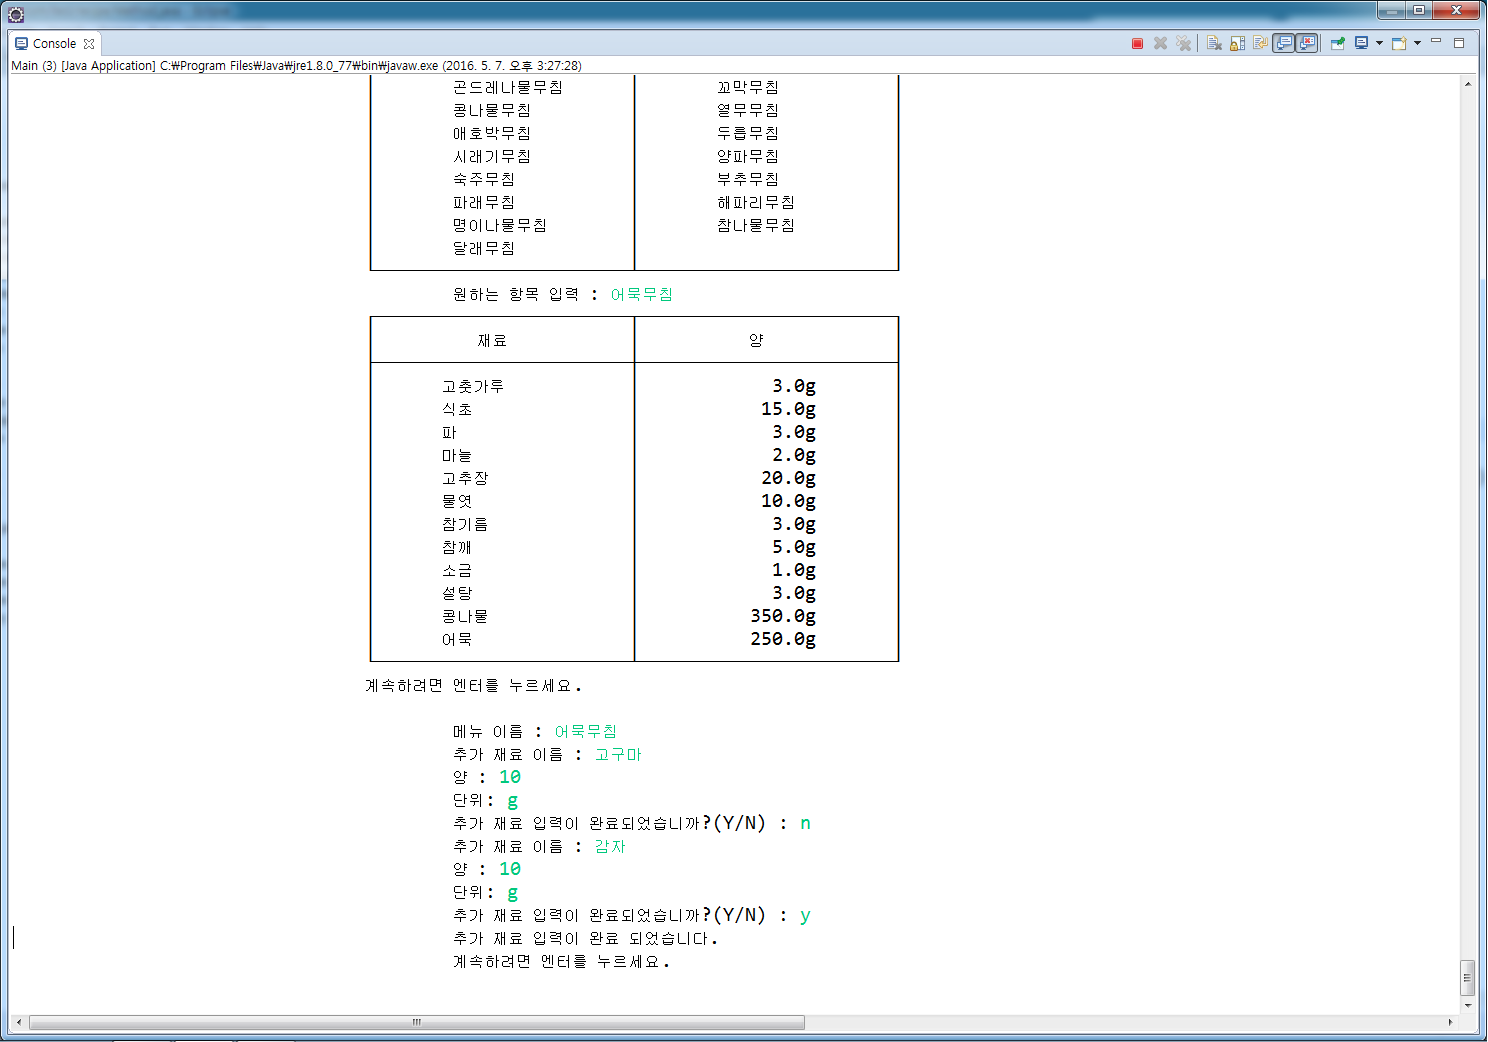 Console
Main (3) [Java Application] C:₩Program Files₩Java₩jre1.8.0_77₩bin₩javaw.exe (2016. 5. 7. 오후 3:27:28)
곤드레나물무침 꼬막무침
콩나물무침 열무무침
애호박무침 두릅무침
시래기무침 양파무침
숙주무침 부추무침
파래무침 해파리무침
명이나물무침 참나물무침
달래무침
원하는 항목 입력 : 어묵무침
재료 양
고춧가루 3.0g
식초 15.0g
파 3.0g
마늘 2.0g
고추장 20.0g
물엿 10.0g
참기름 3.0g
참깨 5.0g
소금 1.0g
설탕 3.0g
콩나물 350.0g
어묵 250.0g
계속하려면 엔터를 누르세요.
메뉴 이름 : 어묵무침
추가 재료 이름 : 고구마
양 : 10
단위: g
추가 재료 입력이 완료되었습니까?(Y/N) : n
추가 재료 이름 : 감자
양 : 10
단위: g
추가 재료 입력이 완료되었습니까?(Y/N) : y
추가 재료 입력이 완료 되었습니다.
계속하려면 엔터를 누르세요.